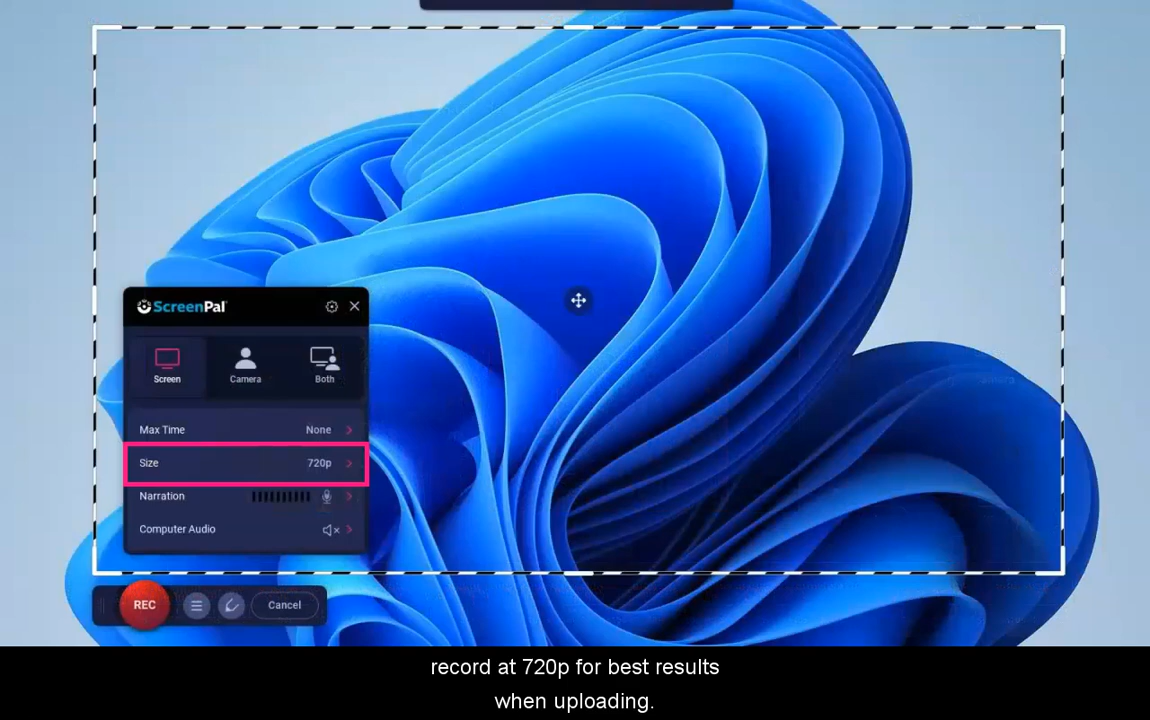 ScreenPal
Screen
Camera
Both
Max Time None
Size 720p
Narration
Computer Audio
REC
Cancel
record at 720p for best results
when uploading.